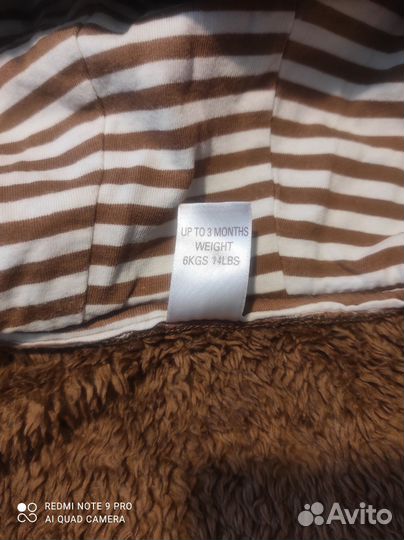 UP TO 3 MONTHS
WEIGHT
6KGS 14LBS
REDMI NOTE 9 PRO
AI QUAD CAMERA
Avito